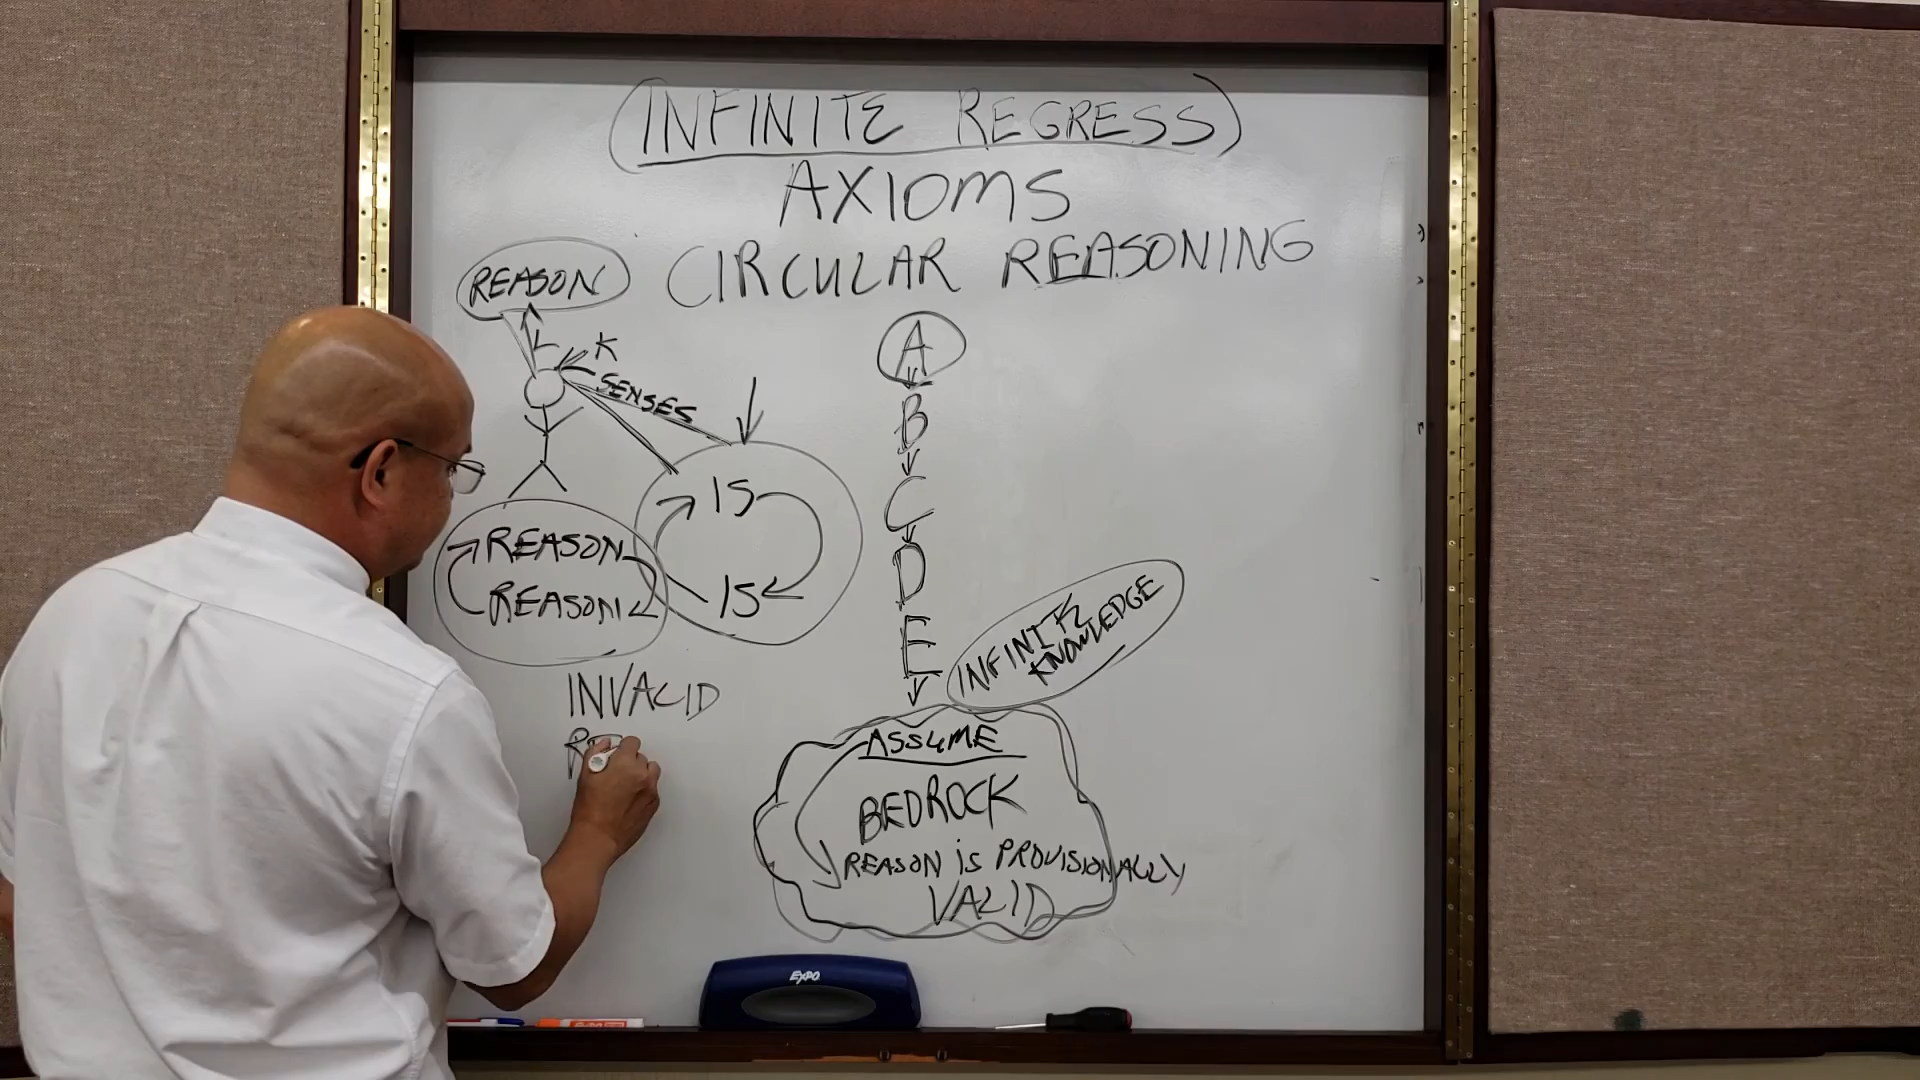 INFINITE REGRESS
AXIOMS
CIRCULAR REASONING
REASON
K
SENSES
IS
IS
REASON
REASON
INVALID
A
B
C
D
E
INFINITE
KNOWLEDGE
ASSUME
BEDROCK
REASON IS PROVISIONALLY
VALID
EXPO